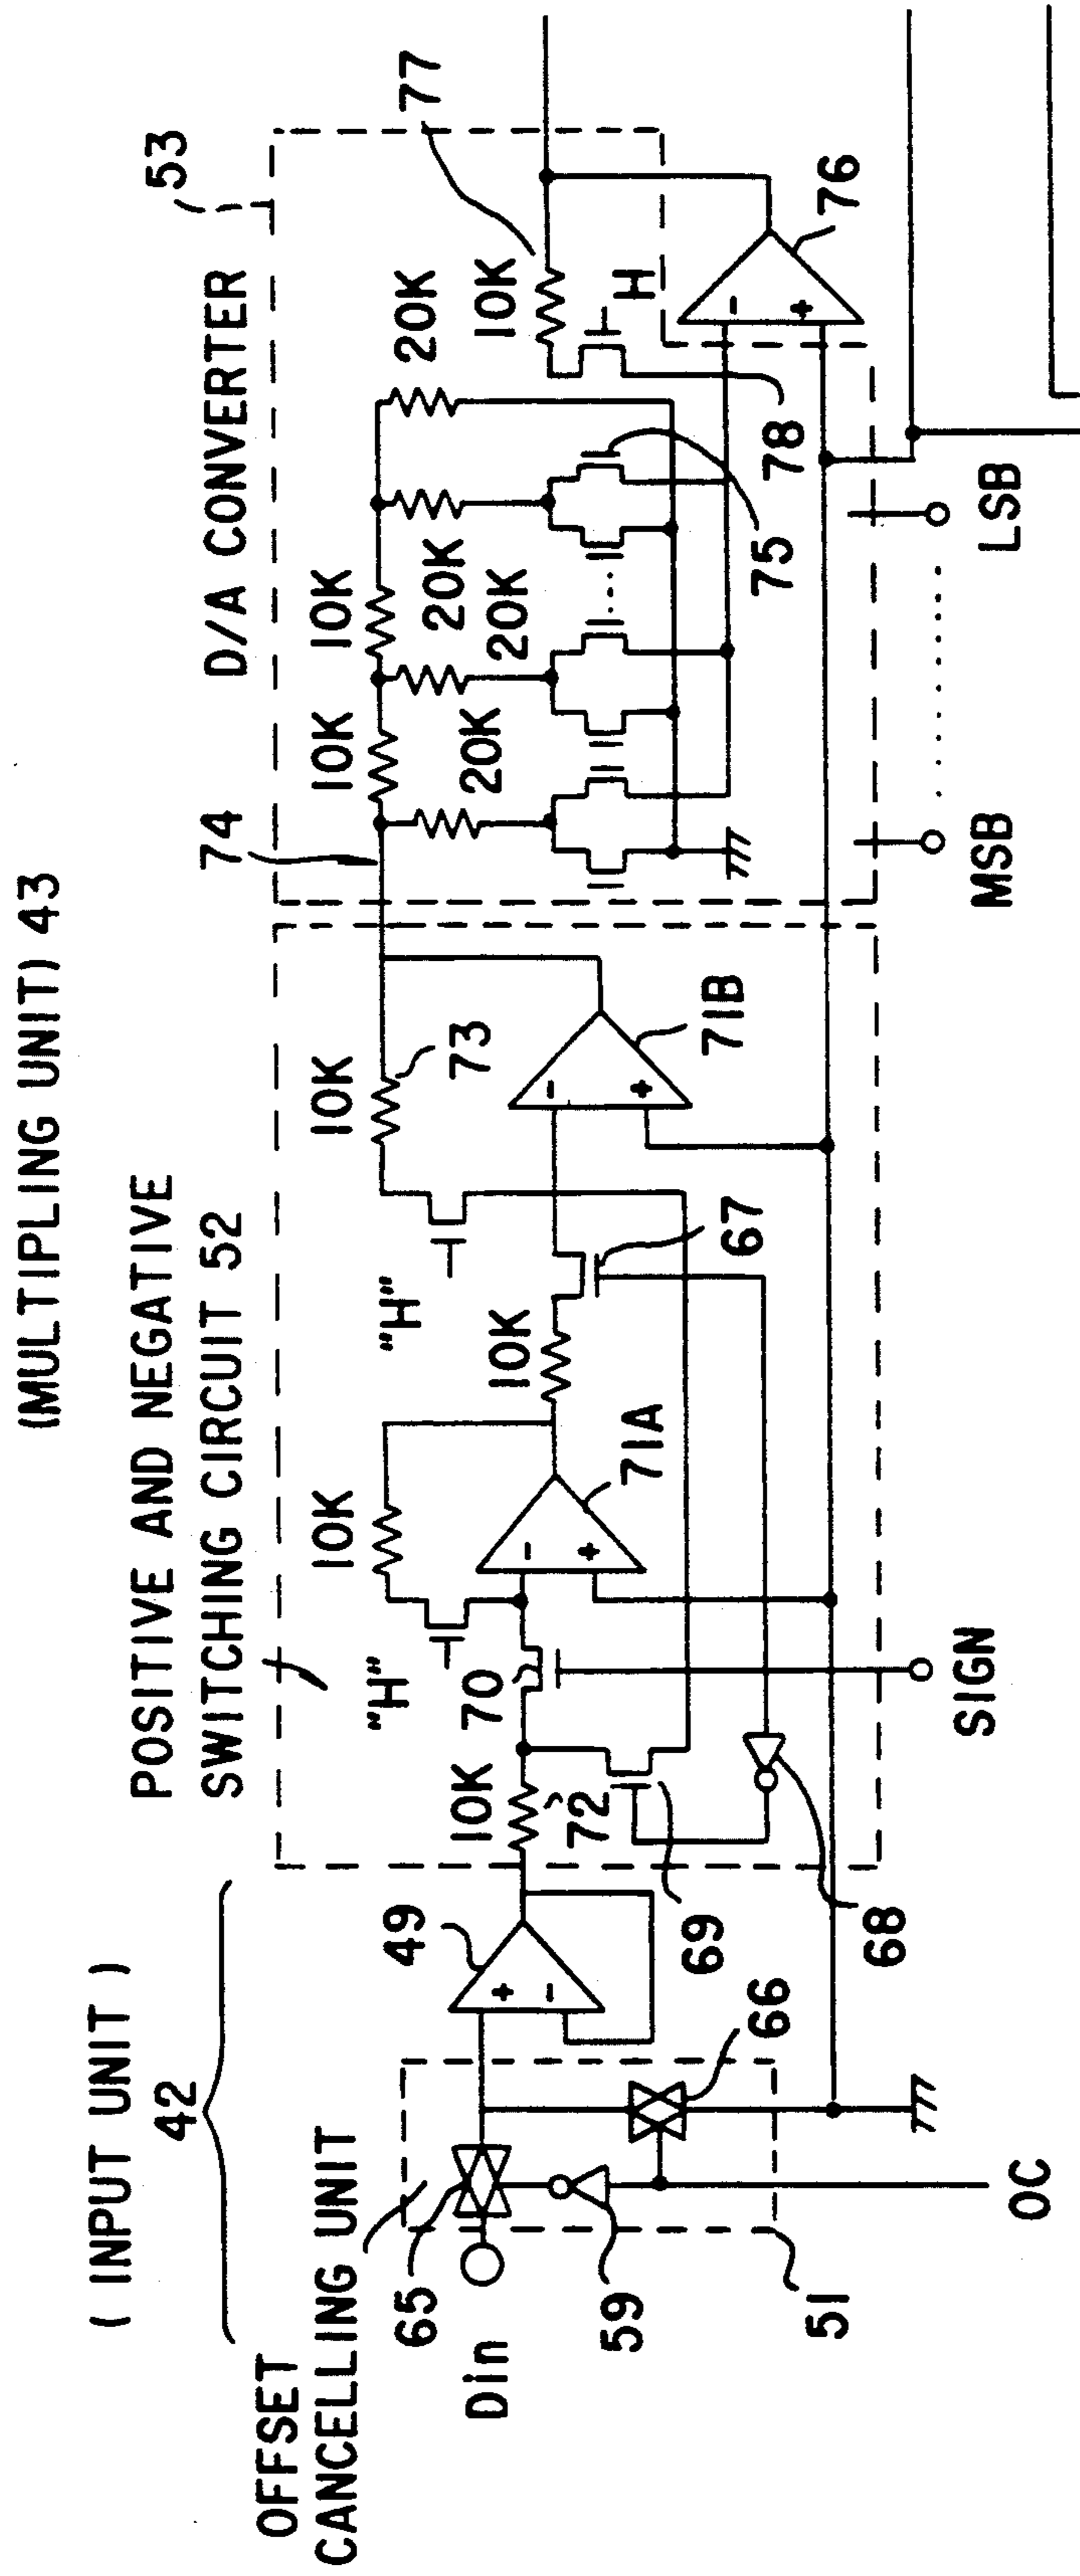 (MULTIPLING UNIT) 43
( INPUT UNIT )
42
POSITIVE AND NEGATIVE
SWITCHING CIRCUIT 52
D/A CONVERTER
53
OFFSET
CANCELLING UNIT
65
Din
59
51
OC
66
49
10K
72
69
68
70
SIGN
"H"
10K
71A
10K
67
"H"
10K
73
71B
74
10K
10K
20K
20K
20K
20K
10K
77
H
75
78
76
MSB
LSB
+
-
-
+
-
+
-
+